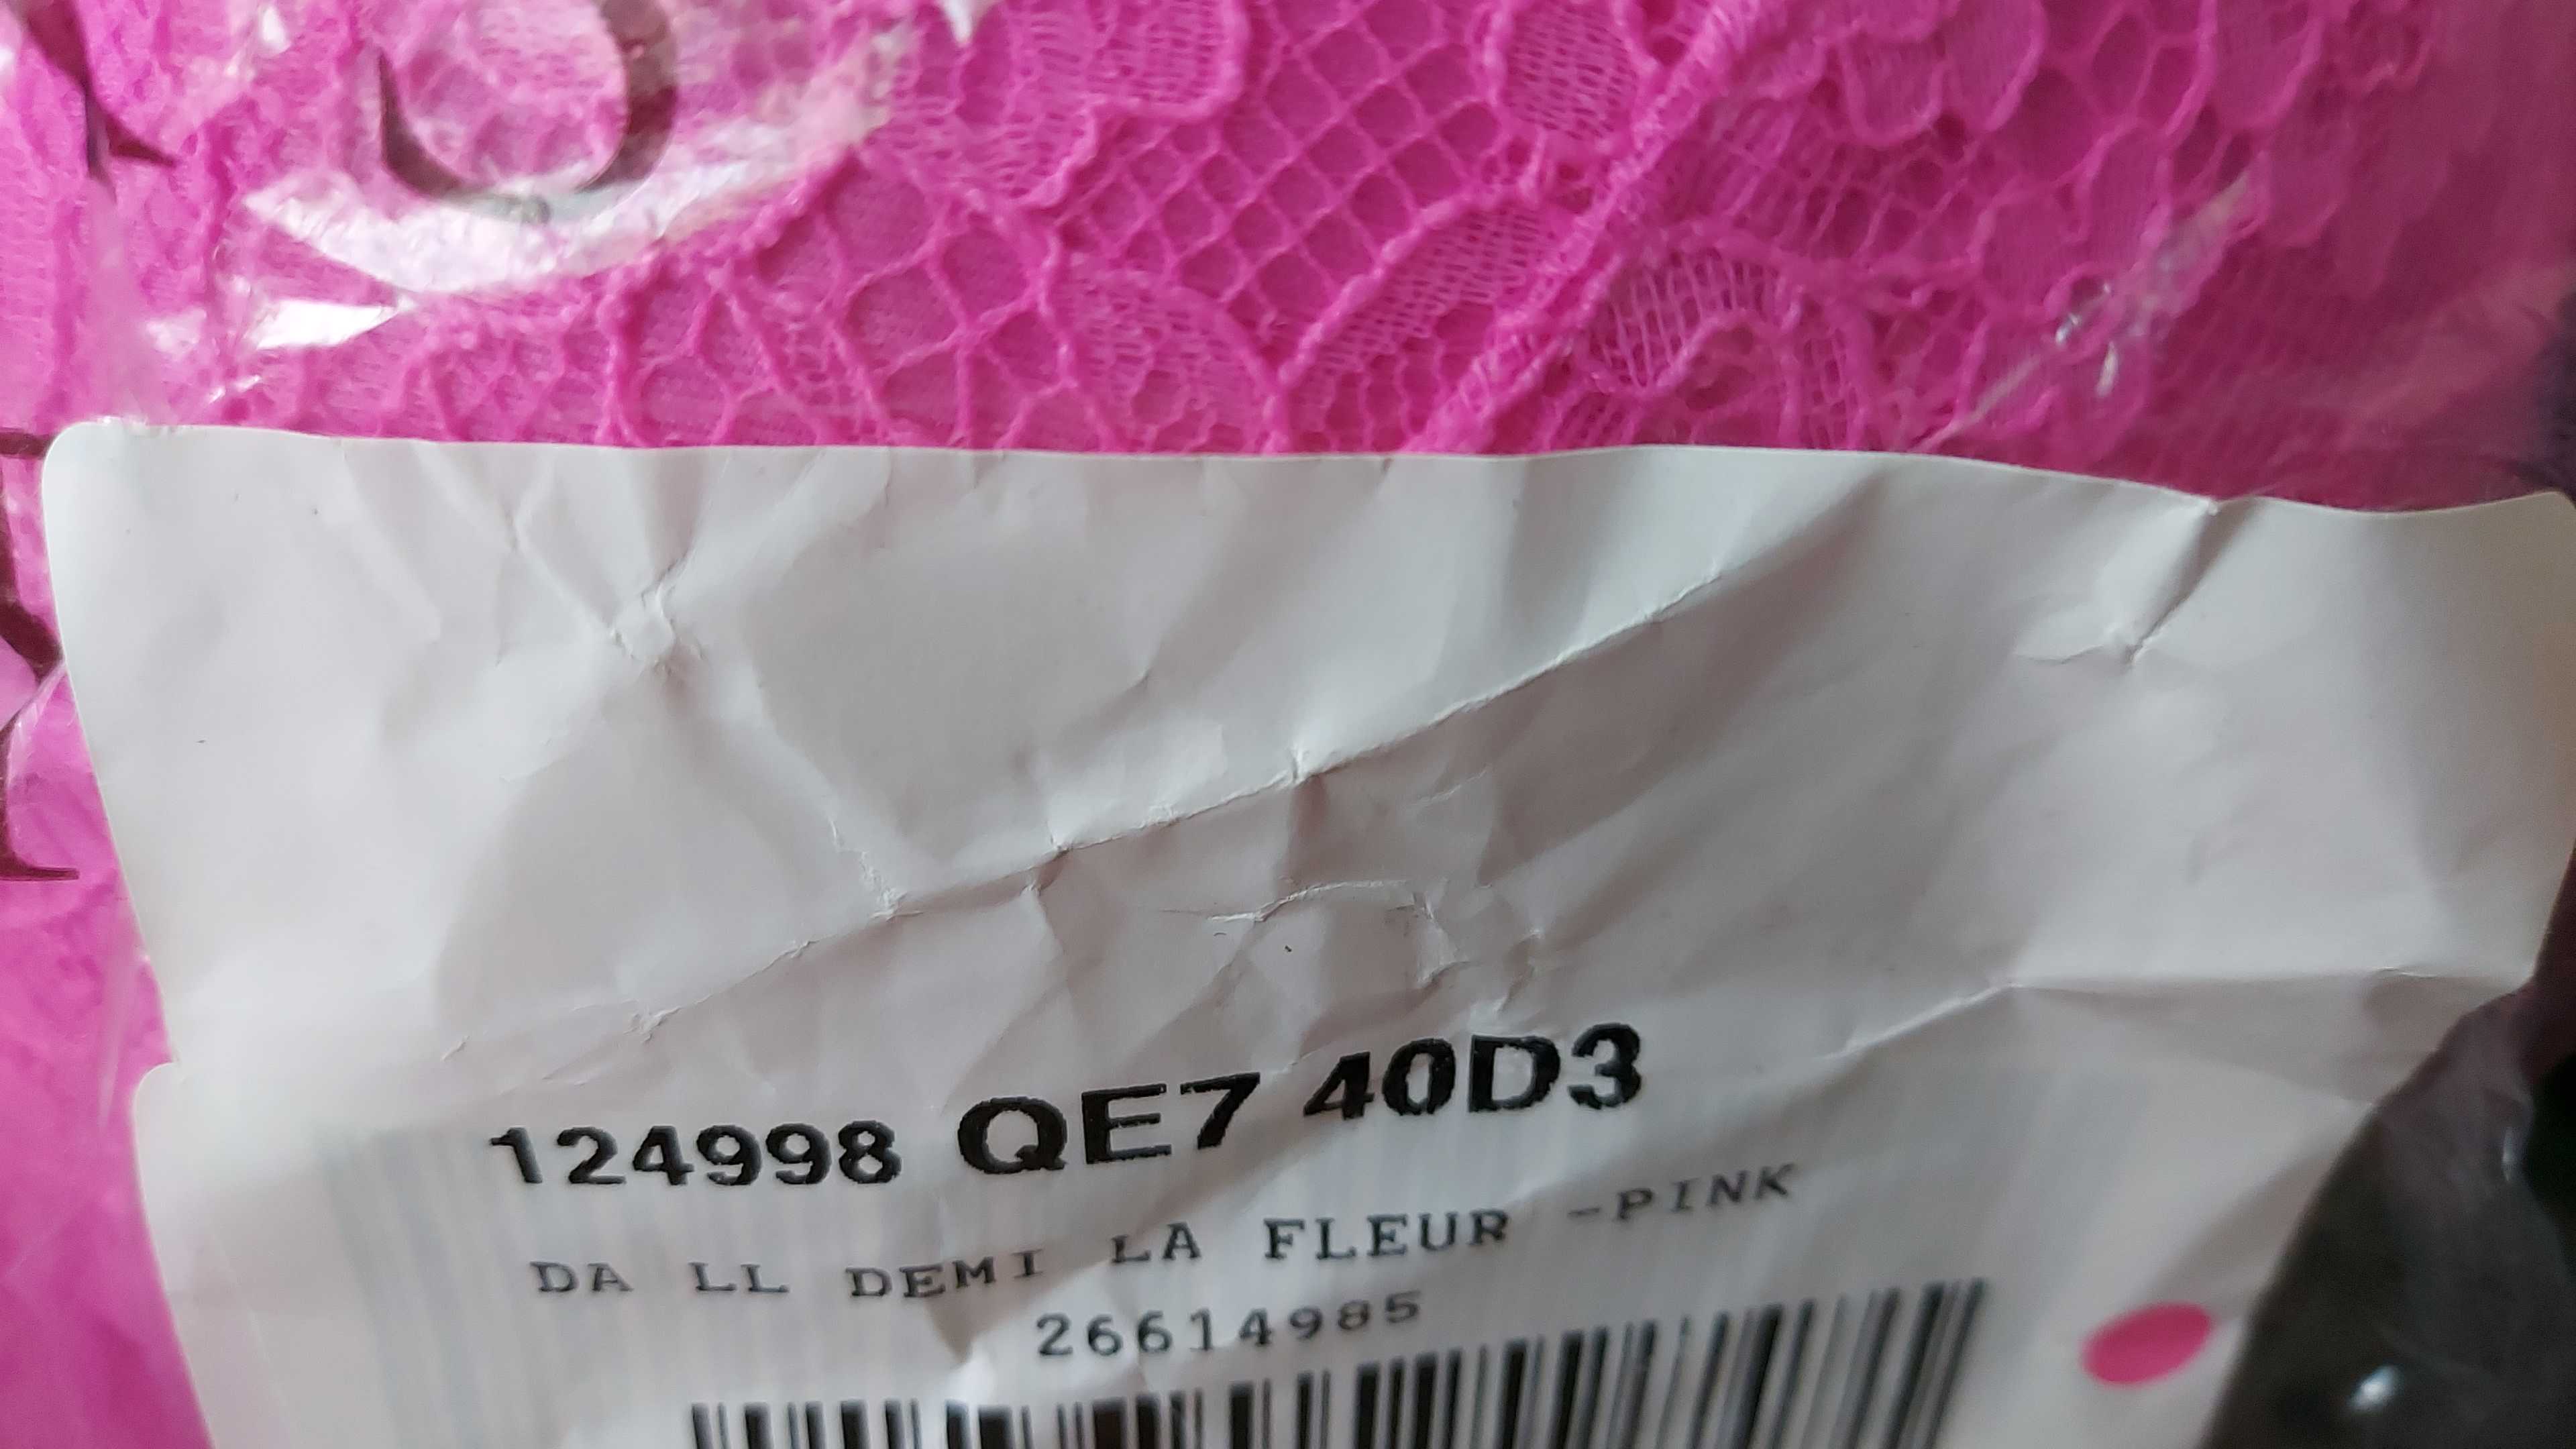 124998 QE7 40D3
DA LL DEMI LA FLEUR -PINK
26614985